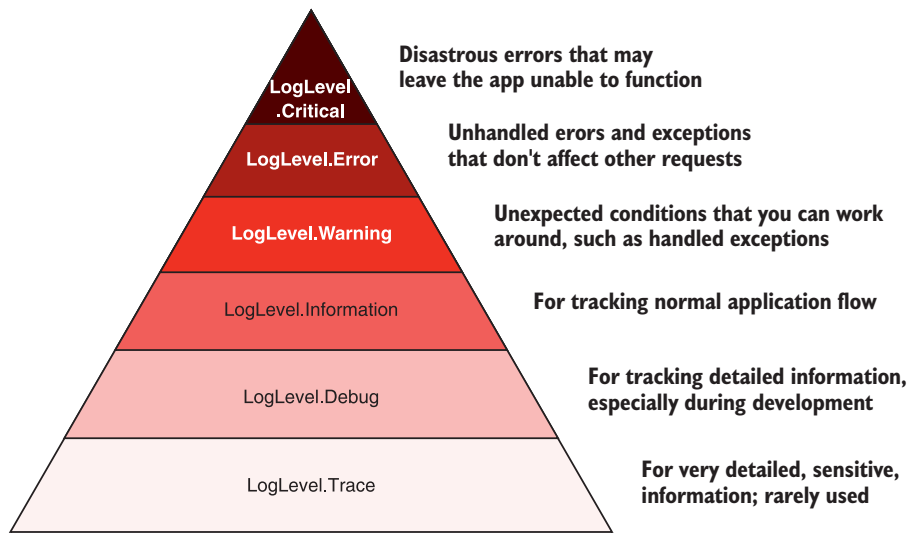 Disastrous errors that may
leave the app unable to function
LogLevel
.Critical
Unhandled erors and exceptions
that don't affect other requests
LogLevel.Error
Unexpected conditions that you can work
around, such as handled exceptions
LogLevel.Warning
For tracking normal application flow
LogLevel.Information
For tracking detailed information,
especially during development
LogLevel.Debug
For very detailed, sensitive,
information; rarely used
LogLevel.Trace